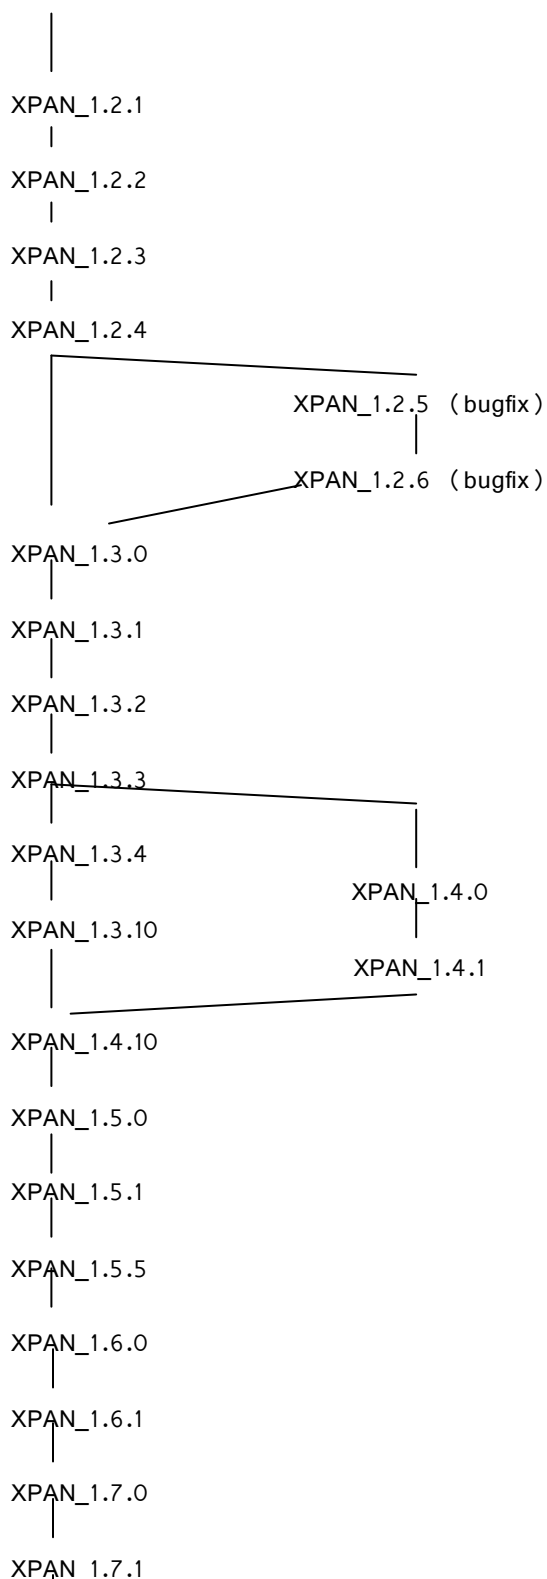 XPAN_1.2.1
XPAN_1.2.2
XPAN_1.2.3
XPAN_1.2.4
XPAN_1.2.5 (bugfix)
XPAN_1.2.6 (bugfix)
XPAN_1.3.0
XPAN_1.3.1
XPAN_1.3.2
XPAN_1.3.3
XPAN_1.3.4
XPAN_1.4.0
XPAN_1.3.10
XPAN_1.4.1
XPAN_1.4.10
XPAN_1.5.0
XPAN_1.5.1
XPAN_1.5.5
XPAN_1.6.0
XPAN_1.6.1
XPAN_1.7.0
XPAN_1.7.1